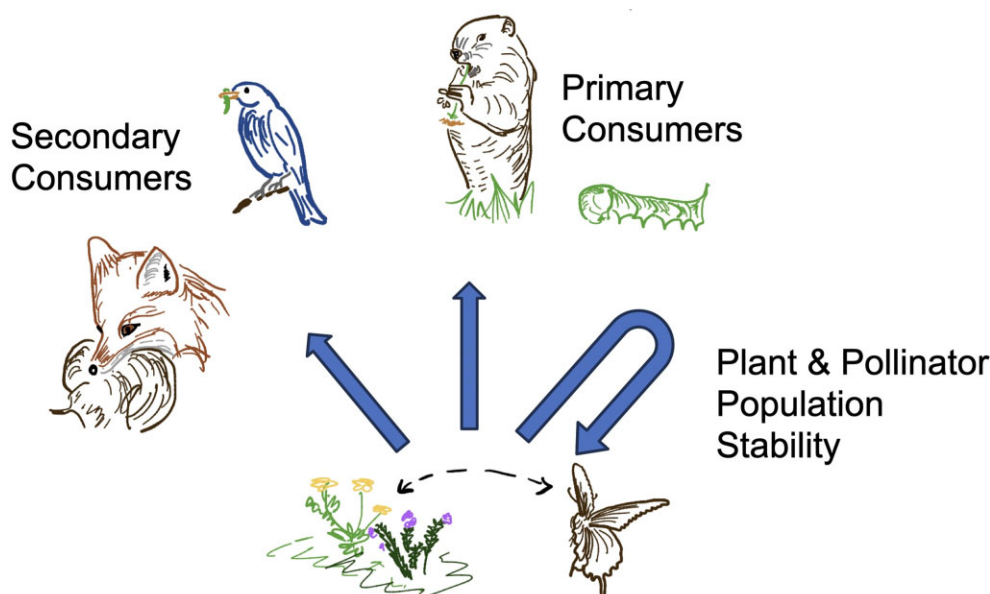 Secondary
Consumers
Primary
Consumers
Plant & Pollinator
Population
Stability